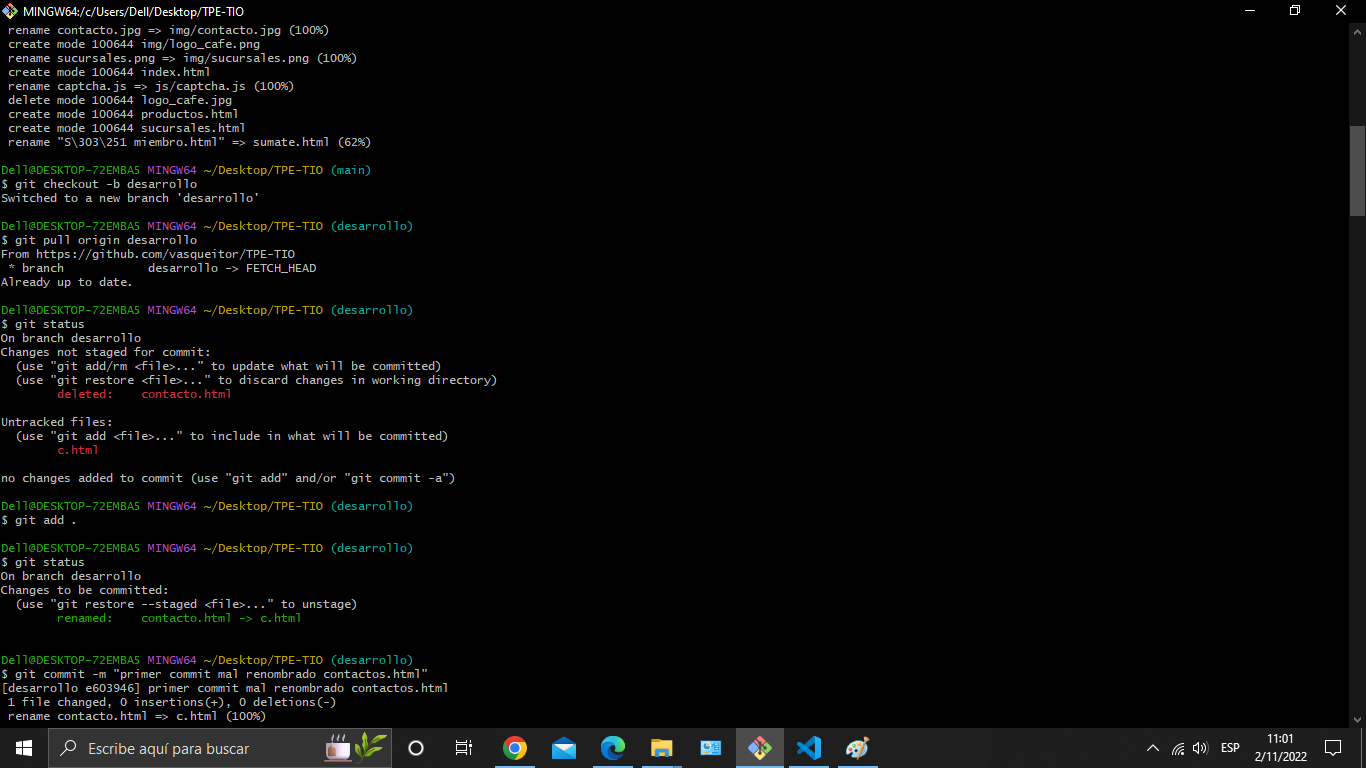 MINGW64:/c/Users/Dell/Desktop/TPE-TIO
rename contacto.jpg => img/contacto.jpg (100%)
create mode 100644 img/logo_cafe.png
rename sucursales.png => img/sucursales.png (100%)
create mode 100644 index.html
rename captcha.js => js/captcha.js (100%)
delete mode 100644 logo_cafe.jpg
create mode 100644 productos.html
create mode 100644 sucursales.html
rename "S\303\251 miembro.html" => sumate.html (62%)
Dell@DESKTOP-72EMBA5 MINGW64 ~/Desktop/TPE-TIO (main)
$ git checkout -b desarrollo
Switched to a new branch 'desarrollo'
Dell@DESKTOP-72EMBA5 MINGW64 ~/Desktop/TPE-TIO (desarrollo)
$ git pull origin desarrollo
From https://github.com/vasqueitor/TPE-TIO
* branch            desarrollo -> FETCH_HEAD
Already up to date.
Dell@DESKTOP-72EMBA5 MINGW64 ~/Desktop/TPE-TIO (desarrollo)
$ git status
On branch desarrollo
Changes not staged for commit:
(use "git add/rm <file>..." to update what will be committed)
(use "git restore <file>..." to discard changes in working directory)
deleted:    contacto.html
Untracked files:
(use "git add <file>..." to include in what will be committed)
c.html
no changes added to commit (use "git add" and/or "git commit -a")
Dell@DESKTOP-72EMBA5 MINGW64 ~/Desktop/TPE-TIO (desarrollo)
$ git add .
Dell@DESKTOP-72EMBA5 MINGW64 ~/Desktop/TPE-TIO (desarrollo)
$ git status
On branch desarrollo
Changes to be committed:
(use "git restore --staged <file>..." to unstage)
renamed:    contacto.html -> c.html
Dell@DESKTOP-72EMBA5 MINGW64 ~/Desktop/TPE-TIO (desarrollo)
$ git commit -m "primer commit mal renombrado contactos.html"
[desarrollo e603946] primer commit mal renombrado contactos.html
1 file changed, 0 insertions(+), 0 deletions(-)
rename contacto.html => c.html (100%)
Escribe aquí para buscar
ESP
11:01
2/11/2022